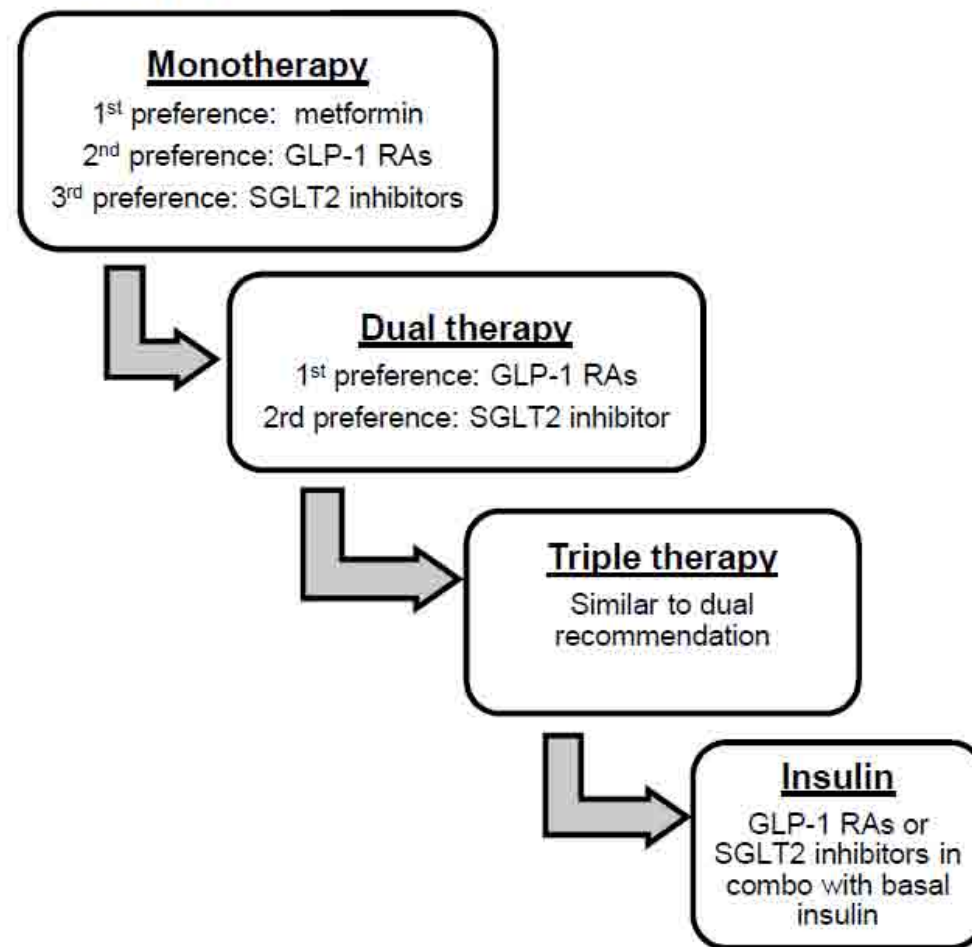 Monotherapy
1st preference: metformin
2nd preference: GLP-1 RAs
3rd preference: SGLT2 inhibitors
Dual therapy
1st preference: GLP-1 RAs
2rd preference: SGLT2 inhibitor
Triple therapy
Similar to dual
recommendation
Insulin
GLP-1 RAs or
SGLT2 inhibitors in
combo with basal
insulin